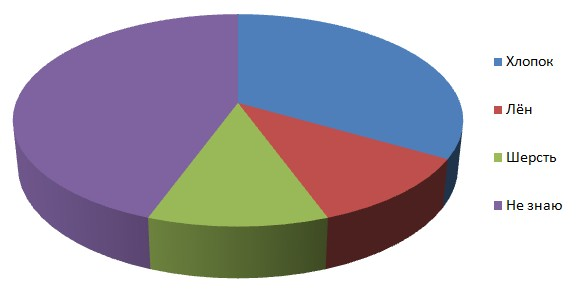 Хлопок
Лён
Шерсть
Не знаю